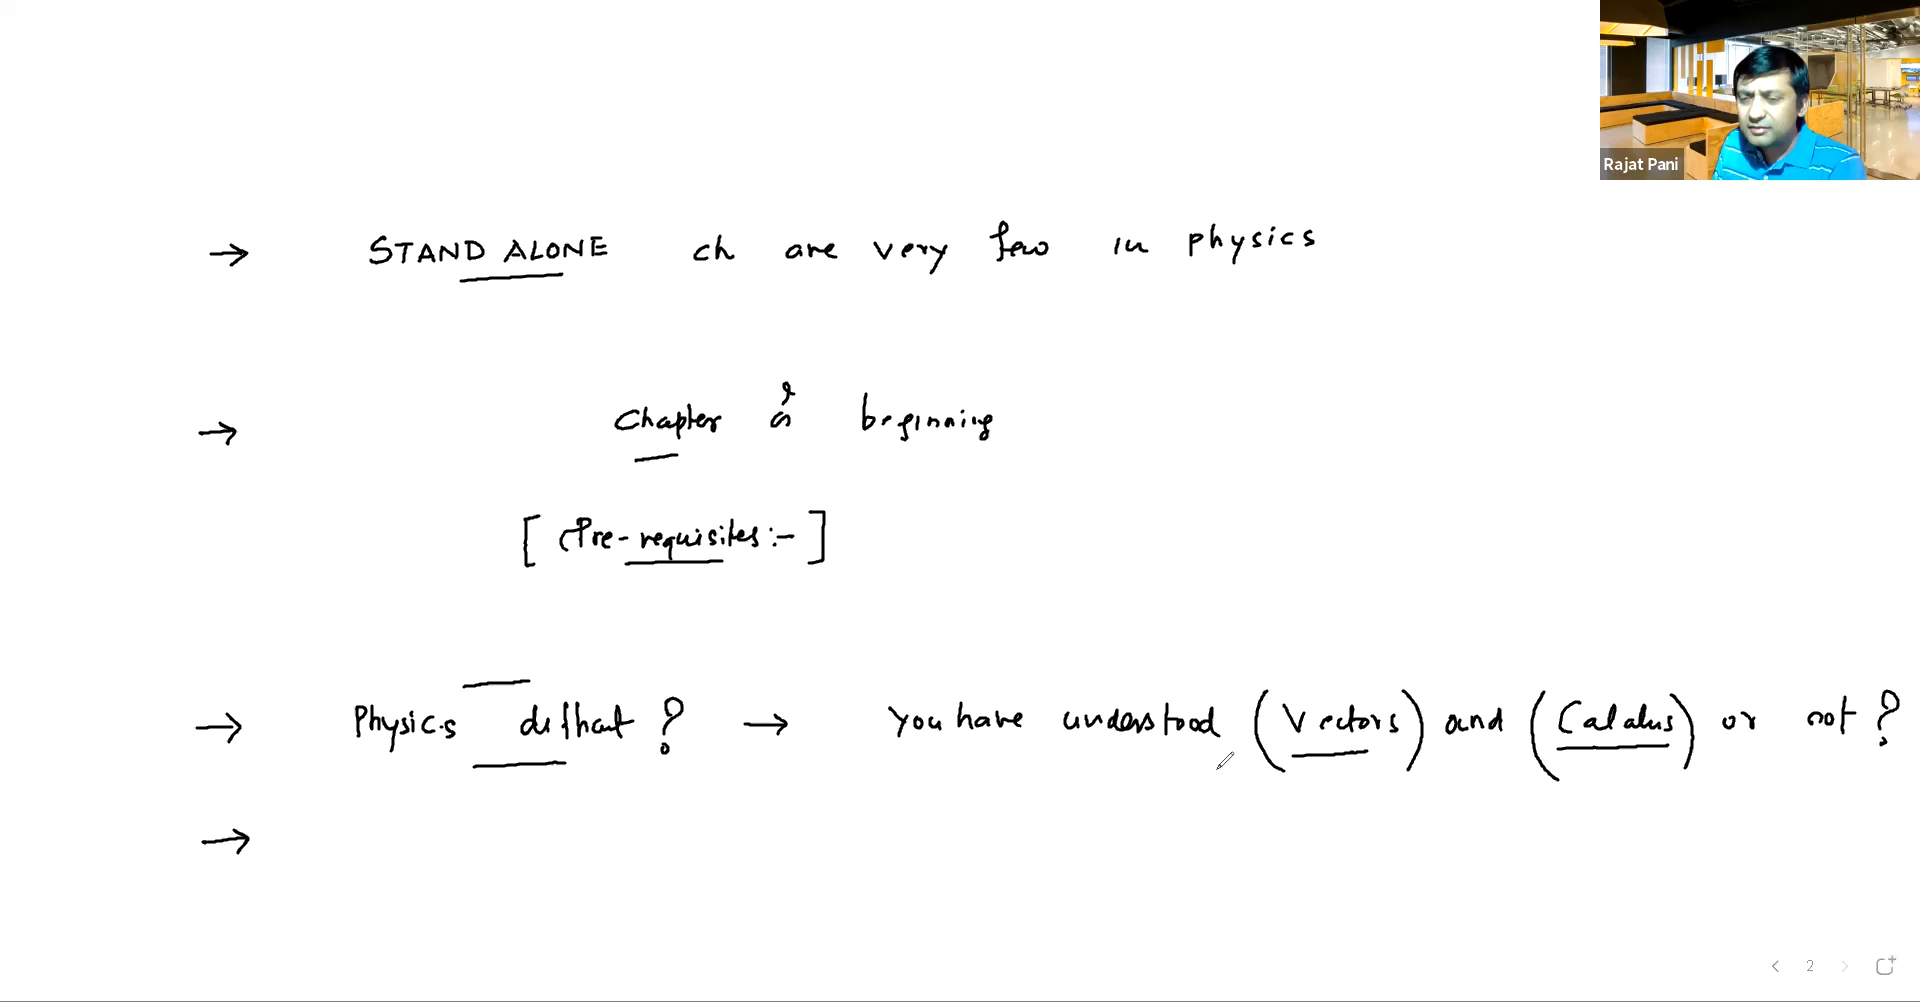 Rajat Pani
→ STAND ALONE ch are very few in physics
→ Chapter beginning
[ Pre-requisites :- ]
→ Physics difficult ? → You have understood (Vectors) and (Calculus) or not ?
→
2